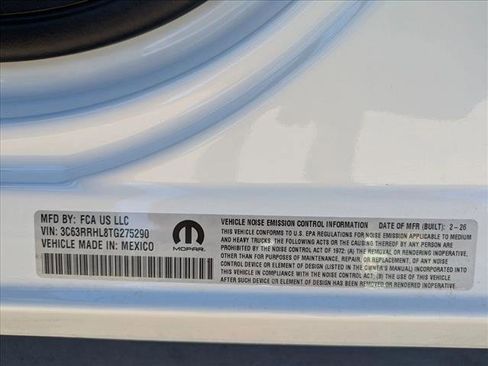 MFD BY: FCA US LLC
VIN: 3C63RRHL8TG275290
VEHICLE MADE IN: MEXICO
MOPAR
VEHICLE NOISE EMISSION CONTROL INFORMATION DATE OF MFR (BUILT): 2-26
THIS VEHICLE CONFORMS TO U.S. EPA REGULATIONS FOR NOISE EMISSION APPLICABLE TO MEDIUM
AND HEAVY TRUCKS. THE FOLLOWING ACTS OR THE CAUSING THEREOF BY ANY PERSON ARE
PROHIBITED BY THE NOISE CONTROL ACT OF 1972: (A) THE REMOVAL OR RENDERING INOPERATIVE,
OTHER THAN FOR PURPOSES OF MAINTENANCE, REPAIR, OR REPLACEMENT, OF ANY NOISE
CONTROL DEVICE OR ELEMENT OF DESIGN (LISTED IN THE OWNER'S MANUAL) INCORPORATED INTO
THIS VEHICLE IN COMPLIANCE WITH THE NOISE CONTROL ACT; (B) THE USE OF THIS VEHICLE
AFTER SUCH DEVICE OR ELEMENT OF DESIGN HAS BEEN REMOVED OR RENDERED INOPERATIVE.